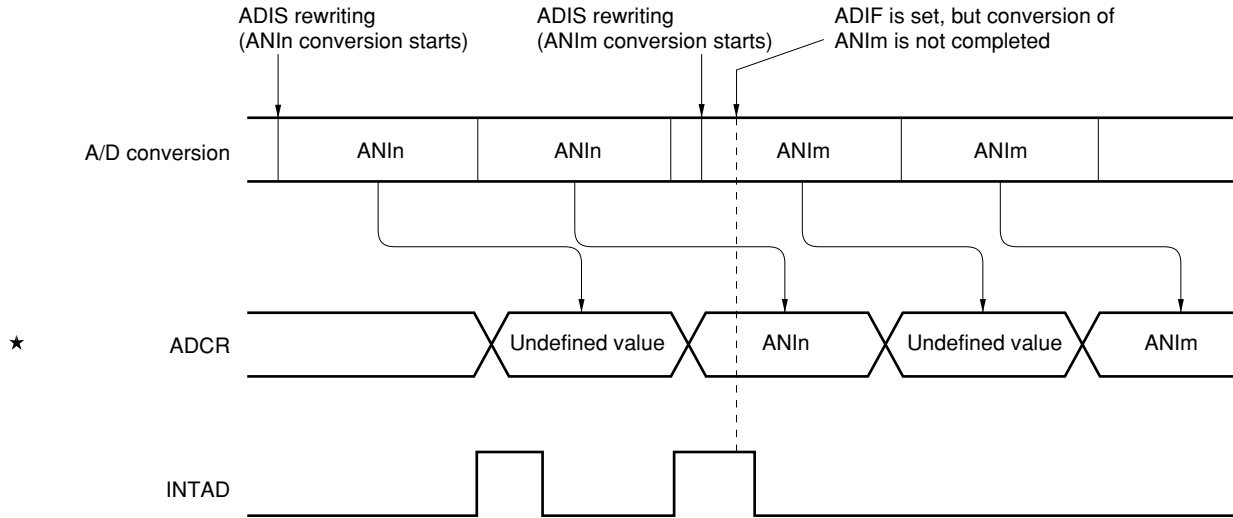 ADIS rewriting
(ANIn conversion starts)
ADIS rewriting
(ANIm conversion starts)
ADIF is set, but conversion of
ANIm is not completed
A/D conversion
ANIn
ANIn
ANIm
ANIm
★
ADCR
Undefined value
ANIn
Undefined value
ANIm
INTAD